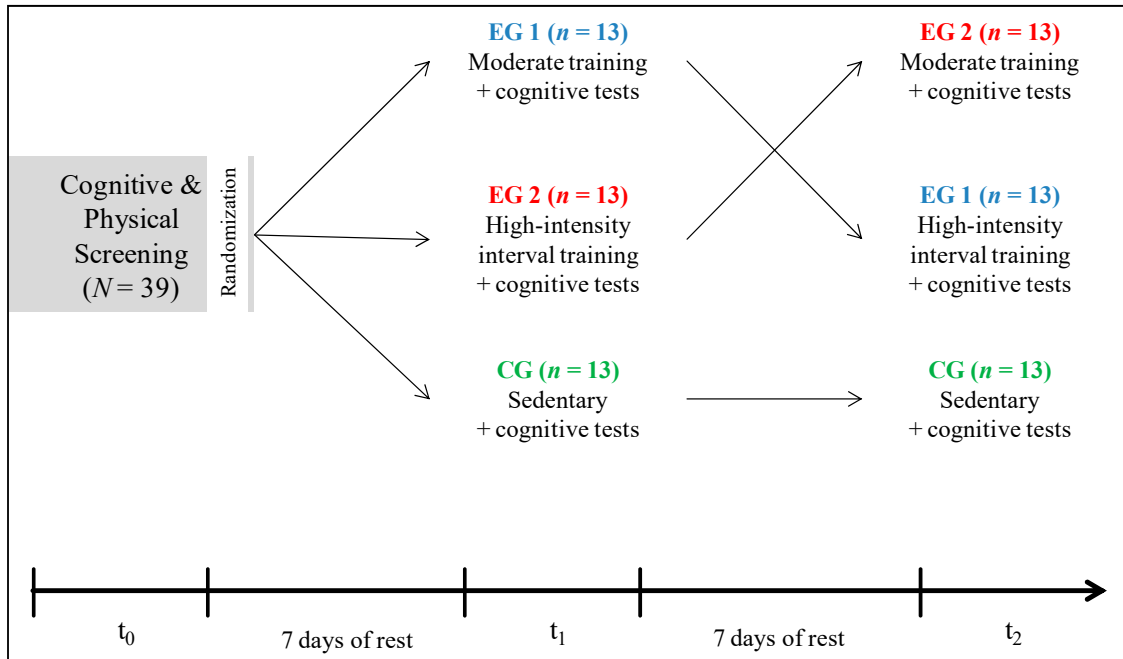 Cognitive &
Physical
Screening
(N = 39)
Randomization
EG 1 (n = 13)
Moderate training
+ cognitive tests
EG 2 (n = 13)
High-intensity
interval training
+ cognitive tests
CG (n = 13)
Sedentary
+ cognitive tests
EG 2 (n = 13)
Moderate training
+ cognitive tests
EG 1 (n = 13)
High-intensity
interval training
+ cognitive tests
CG (n = 13)
Sedentary
+ cognitive tests
t0
7 days of rest
t1
7 days of rest
t2